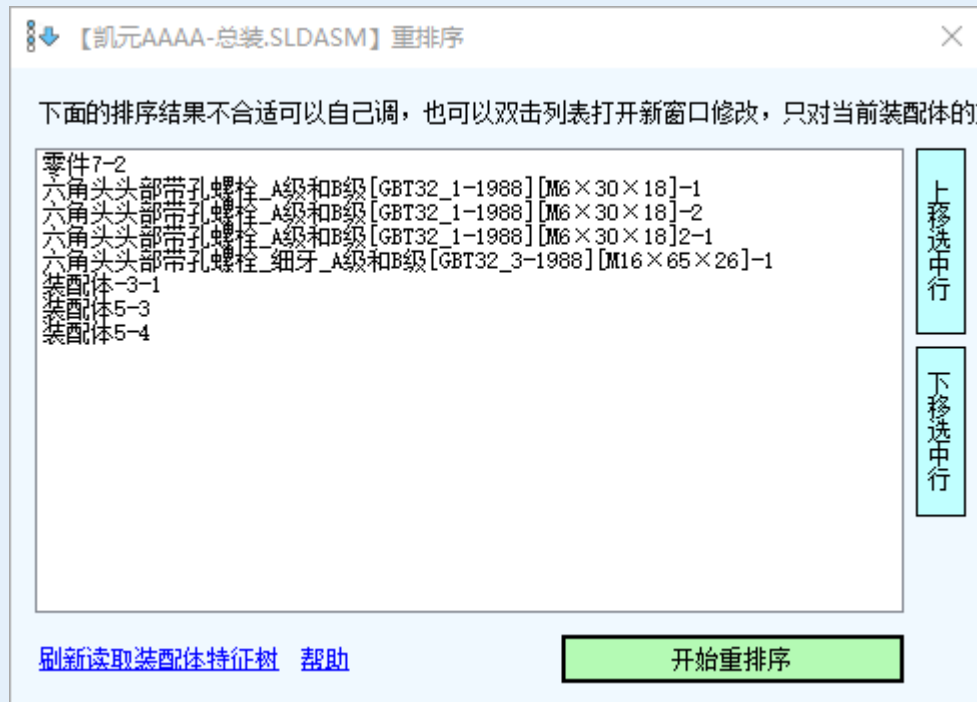 【凯元AAAA-总装.SLDASM】重排序
下面的排序结果不合适可以自己调，也可以双击列表打开新窗口修改，只对当前装配体的
零件7-2
六角头头部带孔螺栓_A级和B级[GBT32_1-1988][M6×30×18]-1
六角头头部带孔螺栓_A级和B级[GBT32_1-1988][M6×30×18]-2
六角头头部带孔螺栓_A级和B级[GBT32_1-1988][M6×30×18]2-1
六角头头部带孔螺栓_细牙_A级和B级[GBT32_3-1988][M16×65×26]-1
装配体-3-1
装配体5-3
装配体5-4
上移选中行
下移选中行
刷新读取装配体特征树 帮助
开始重排序